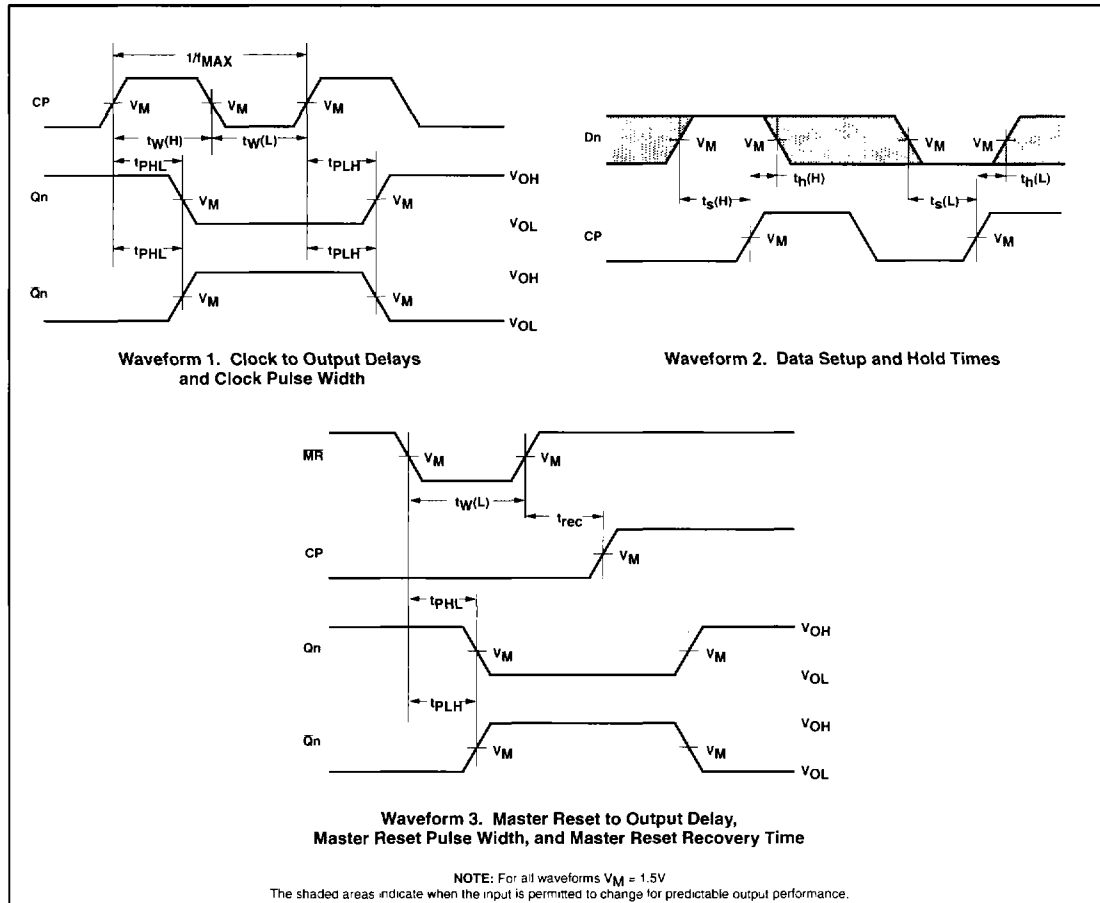 1/fMAX
CP
VM VM VM
tW(H) tW(L)
tPHL tPLH
Qn
VOH
VM VM
VOL
tPHL tPLH
Q̅n
VOH
VM VM
VOL
Waveform 1. Clock to Output Delays
and Clock Pulse Width
Dn
VM VM VM VM
th(H) th(L)
ts(H) ts(L)
CP
VM VM
Waveform 2. Data Setup and Hold Times
M̅R̅
VM VM
tW(L)
trec
CP
VM
tPHL
Qn
VOH
VM VM
VOL
tPLH
Q̅n
VOH
VM VM
VOL
Waveform 3. Master Reset to Output Delay,
Master Reset Pulse Width, and Master Reset Recovery Time
NOTE: For all waveforms VM = 1.5V
The shaded areas indicate when the input is permitted to change for predictable output performance.